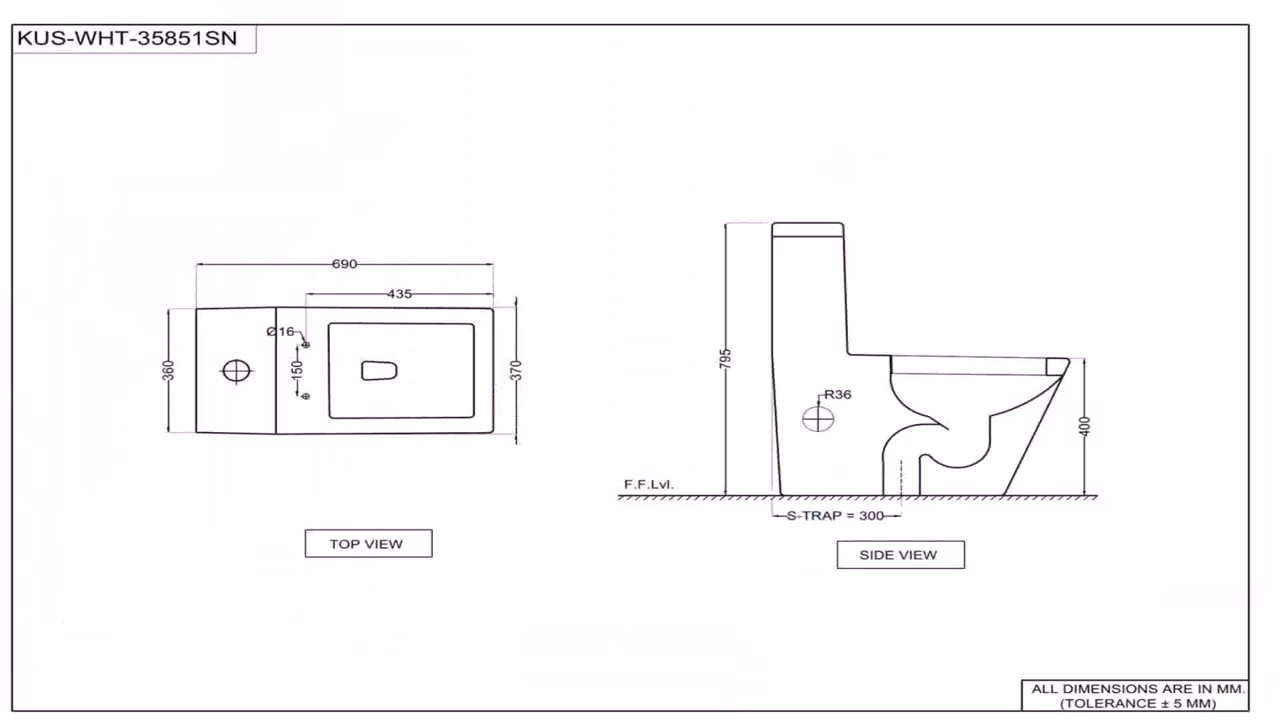 KUS-WHT-35851SN
690
435
Ø16
360
150
370
795
R36
400
F.F.Lvl.
S-TRAP = 300
TOP VIEW
SIDE VIEW
ALL DIMENSIONS ARE IN MM.
(TOLERANCE ± 5 MM)